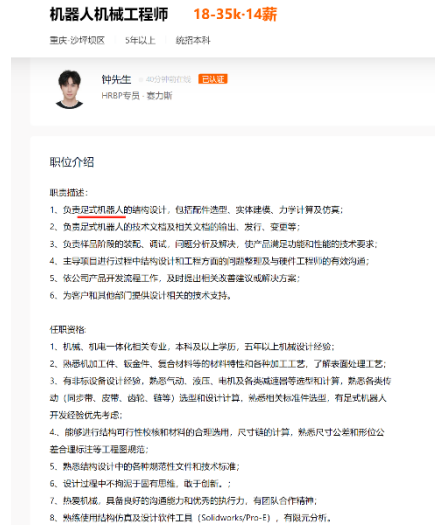 机器人机械工程师 18-35k·14薪
重庆-沙坪坝区 5年以上 统招本科
钟先生 40分钟前在线 已认证
HRBP专员·赛力斯
职位介绍
职责描述:
1、负责足式机器人的结构设计，包括配件选型、实体建模、力学计算及仿真;
2、负责足式机器人的技术文档及相关文档的输出、发行、变更等;
3、负责样品阶段的装配、调试，问题分析及解决，使产品满足功能和性能的技术要求;
4、主导项目进行过程中结构设计和工程方面的问题整理及与硬件工程师的有效沟通;
5、依公司产品开发流程工作，及时提出相关改善建议或解决方案;
6、为客户和其他部门提供设计相关的技术支持。
任职资格:
1、机械、机电一体化相关专业，本科及以上学历，五年以上机械设计经验;
2、熟悉机加工件、钣金件、复合材料等的材料特性和各种加工工艺，了解表面处理工艺;
3、有非标设备设计经验，熟悉气动、液压、电机及各类减速器等选型和计算，熟悉各类传
动（同步带、皮带、齿轮、链等）选型和设计计算，熟悉相关标准件选型，有足式机器人
开发经验优先考虑;
4、能够进行结构可行性校核和材料的合理选用，尺寸链的计算，熟悉尺寸公差和形位公
差合理标注等工程图规范;
5、熟悉结构设计中的各种规范性文件和技术标准;
6、设计过程中不拘泥于固有思维，敢于创新。;
7、热爱机械，具备良好的沟通能力和优秀的执行力，有团队合作精神;
8、熟练使用结构仿真及设计软件工具（Solidworks/Pro-E），有限元分析。